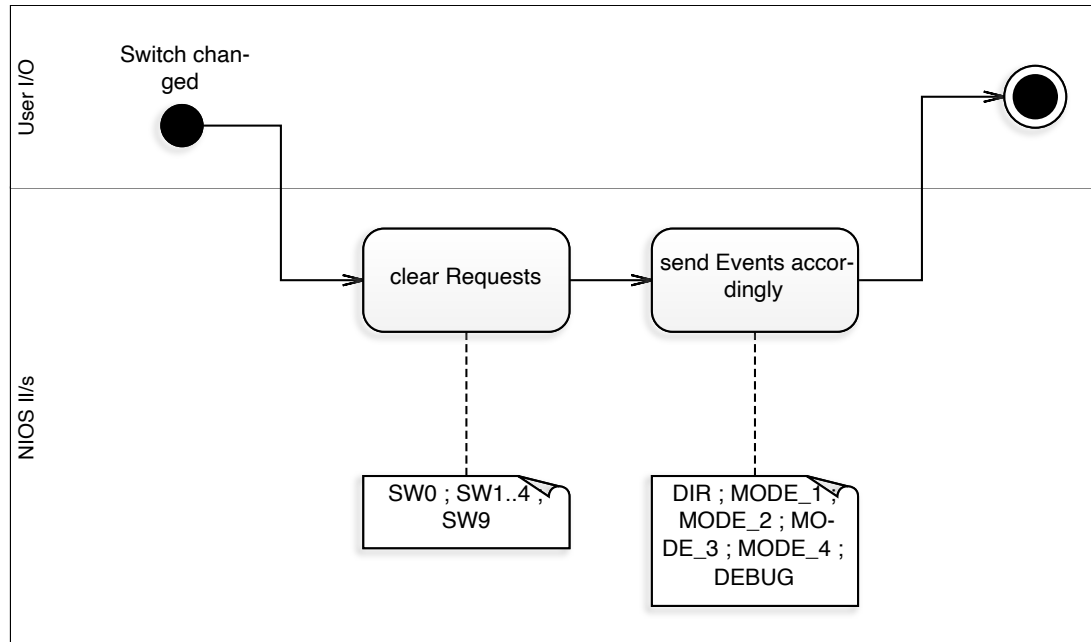 User I/O
Switch chan-
ged
NIOS II/s
clear Requests
send Events accor-
dingly
SW0 ; SW1..4 ;
SW9
DIR ; MODE_1 ;
MODE_2 ; MO-
DE_3 ; MODE_4 ;
DEBUG